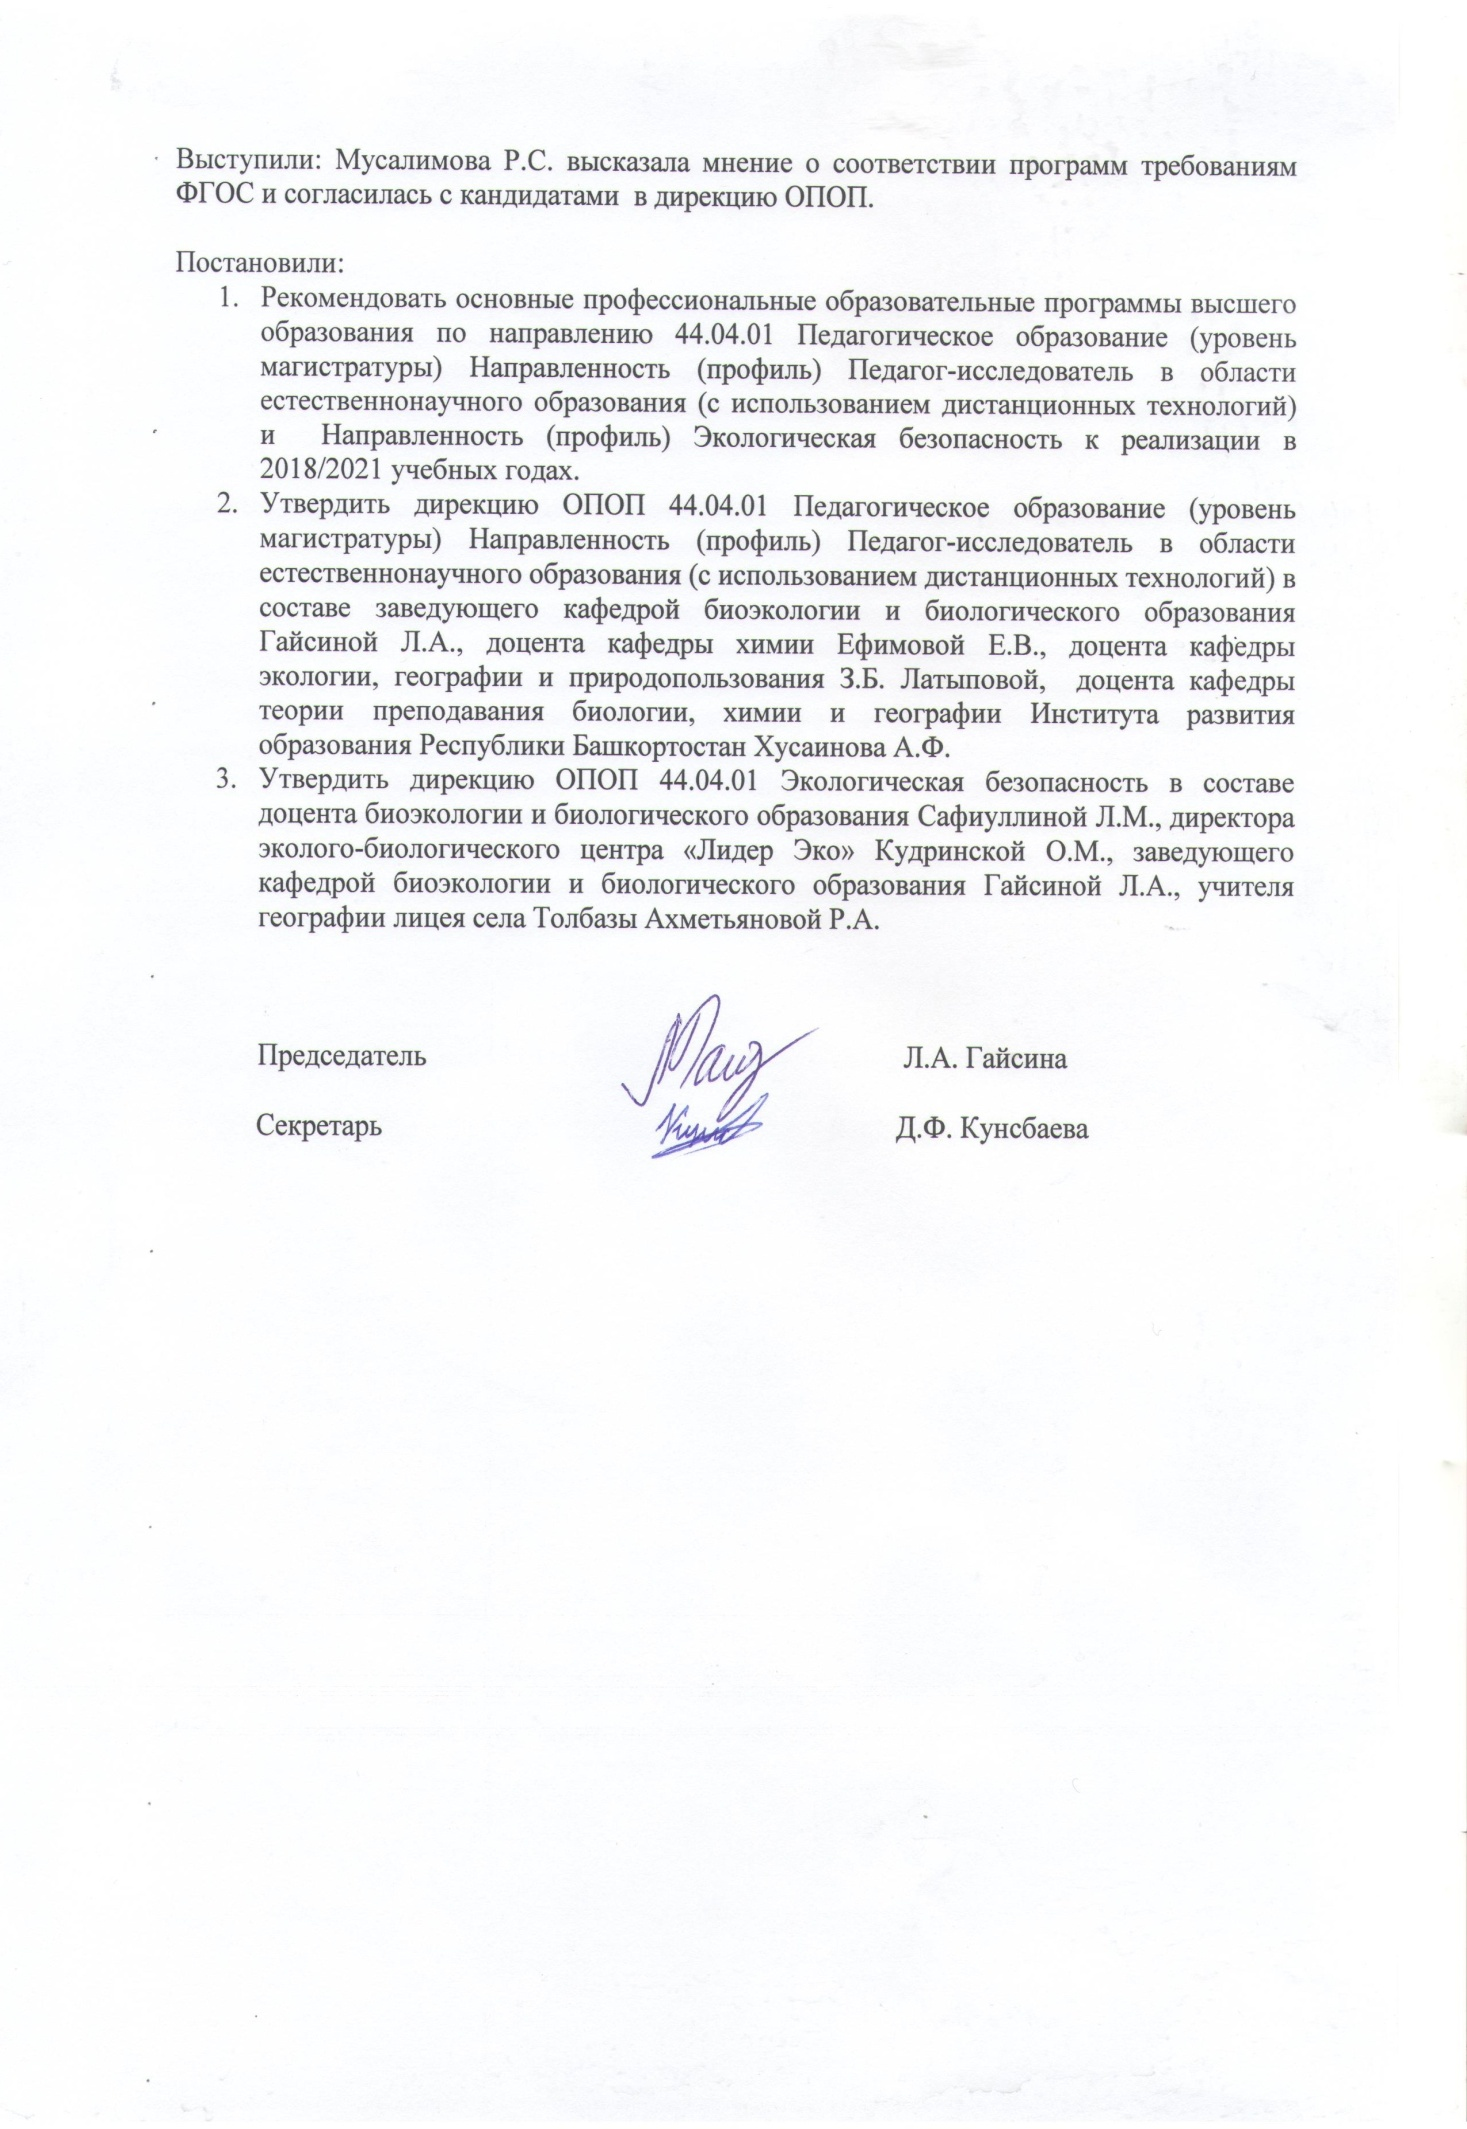 Выступили: Мусалимова Р.С. высказала мнение о соответствии программ требованиям
ФГОС и согласилась с кандидатами в дирекцию ОПОП.
Постановили:
1. Рекомендовать основные профессиональные образовательные программы высшего
образования по направлению 44.04.01 Педагогическое образование (уровень
магистратуры) Направленность (профиль) Педагог-исследователь в области
естественнонаучного образования (с использованием дистанционных технологий)
и Направленность (профиль) Экологическая безопасность к реализации в
2018/2021 учебных годах.
2. Утвердить дирекцию ОПОП 44.04.01 Педагогическое образование (уровень
магистратуры) Направленность (профиль) Педагог-исследователь в области
естественнонаучного образования (с использованием дистанционных технологий) в
составе заведующего кафедрой биоэкологии и биологического образования
Гайсиной Л.А., доцента кафедры химии Ефимовой Е.В., доцента кафедры
экологии, географии и природопользования З.Б. Латыповой, доцента кафедры
теории преподавания биологии, химии и географии Института развития
образования Республики Башкортостан Хусаинова А.Ф.
3. Утвердить дирекцию ОПОП 44.04.01 Экологическая безопасность в составе
доцента биоэкологии и биологического образования Сафиуллиной Л.М., директора
эколого-биологического центра «Лидер Эко» Кудринской О.М., заведующего
кафедрой биоэкологии и биологического образования Гайсиной Л.А., учителя
географии лицея села Толбазы Ахметьяновой Р.А.
Председатель Л.А. Гайсина
Секретарь Д.Ф. Кунсбаева